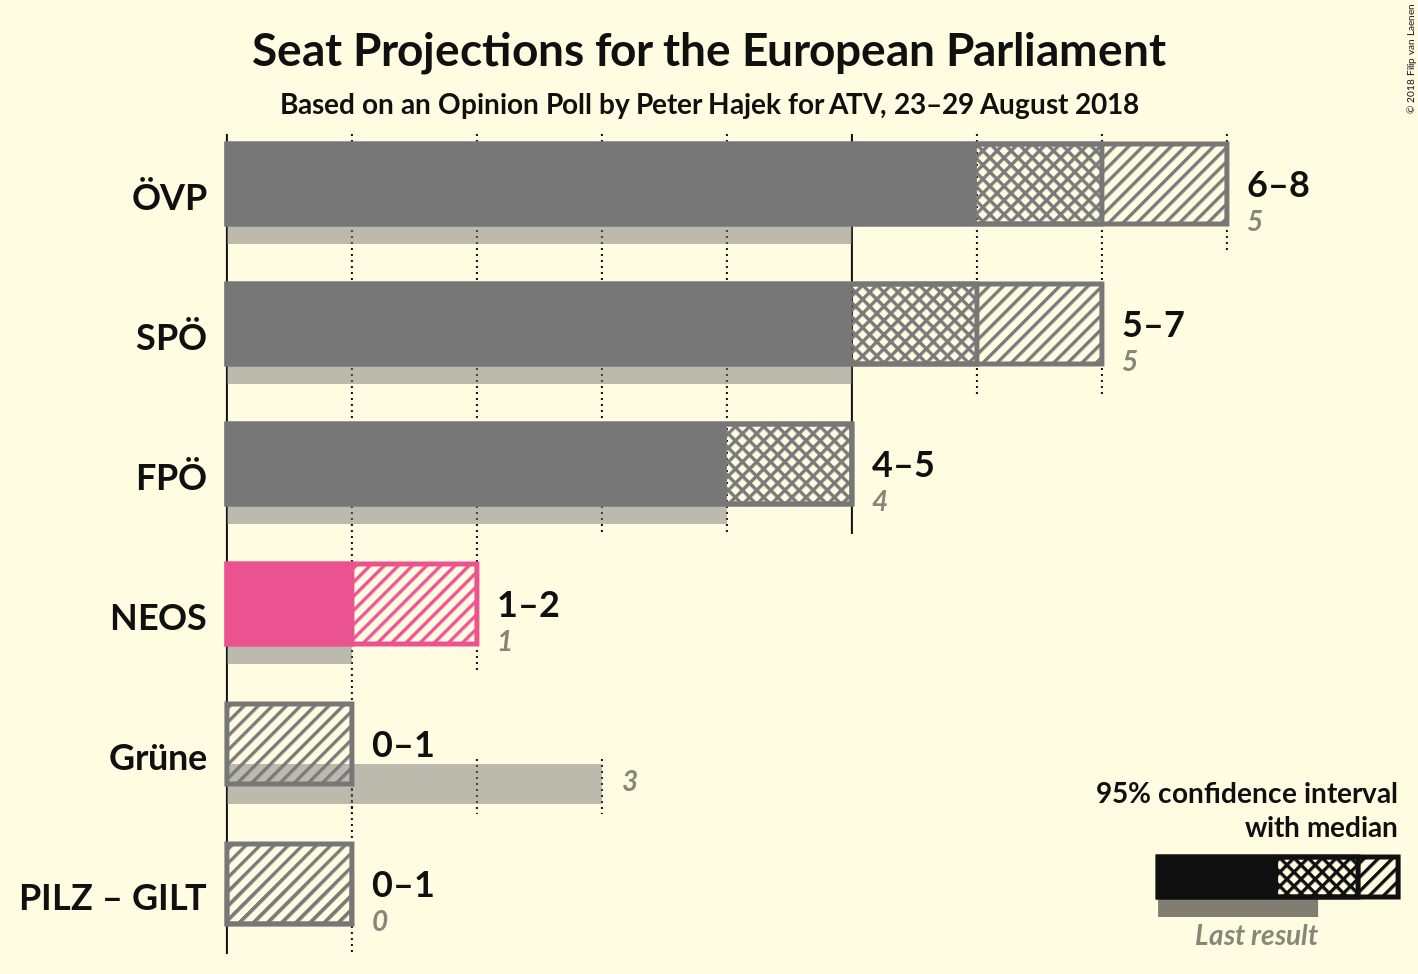 Seat Projections for the European Parliament
Based on an Opinion Poll by Peter Hajek for ATV, 23–29 August 2018
© 2018 Filip van Laenen
ÖVP
6–8
5
SPÖ
5–7
5
FPÖ
4–5
4
NEOS
1–2
1
Grüne
0–1
3
PILZ – GILT
0–1
0
95% confidence interval
with median
Last result